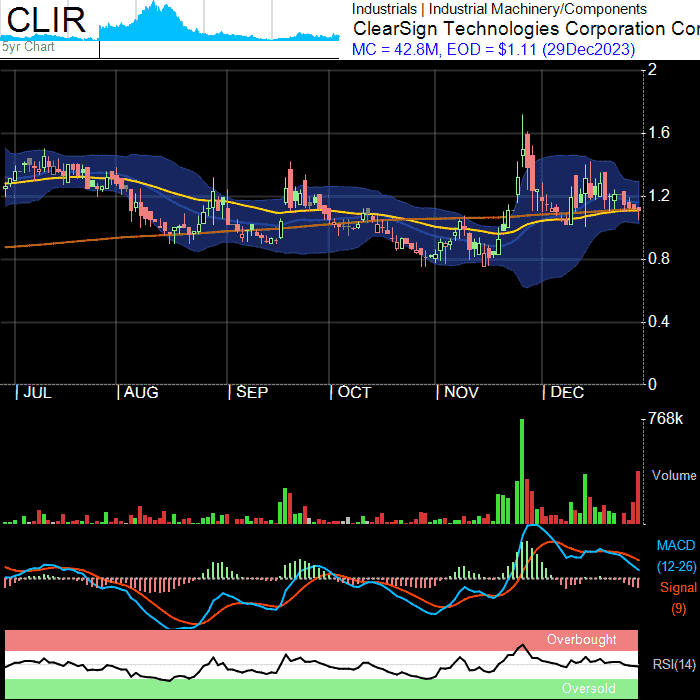 CLIR
5yr Chart
Industrials | Industrial Machinery/Components
ClearSign Technologies Corporation Cor
MC = 42.8M, EOD = $1.11 (29Dec2023)
2
1.6
1.2
0.8
0.4
0
JUL
AUG
SEP
OCT
NOV
DEC
768k
Volume
MACD
(12-26)
Signal
(9)
Overbought
RSI(14)
Oversold